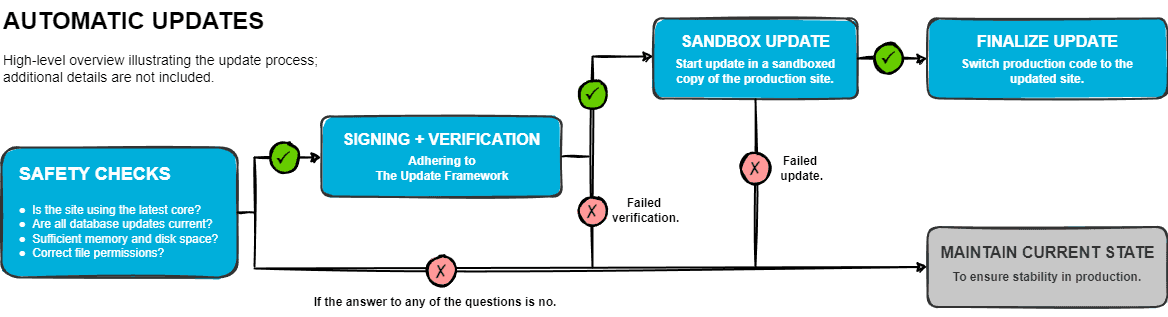 AUTOMATIC UPDATES
High-level overview illustrating the update process;
additional details are not included.
SAFETY CHECKS
● Is the site using the latest core?
● Are all database updates current?
● Sufficient memory and disk space?
● Correct file permissions?
SIGNING + VERIFICATION
Adhering to
The Update Framework
SANDBOX UPDATE
Start update in a sandboxed
copy of the production site.
FINALIZE UPDATE
Switch production code to the
updated site.
Failed
verification.
Failed
update.
If the answer to any of the questions is no.
MAINTAIN CURRENT STATE
To ensure stability in production.